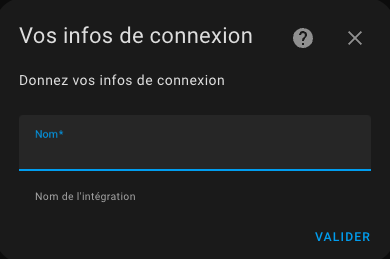 Vos infos de connexion
Donnez vos infos de connexion
Nom*
Nom de l'intégration
VALIDER